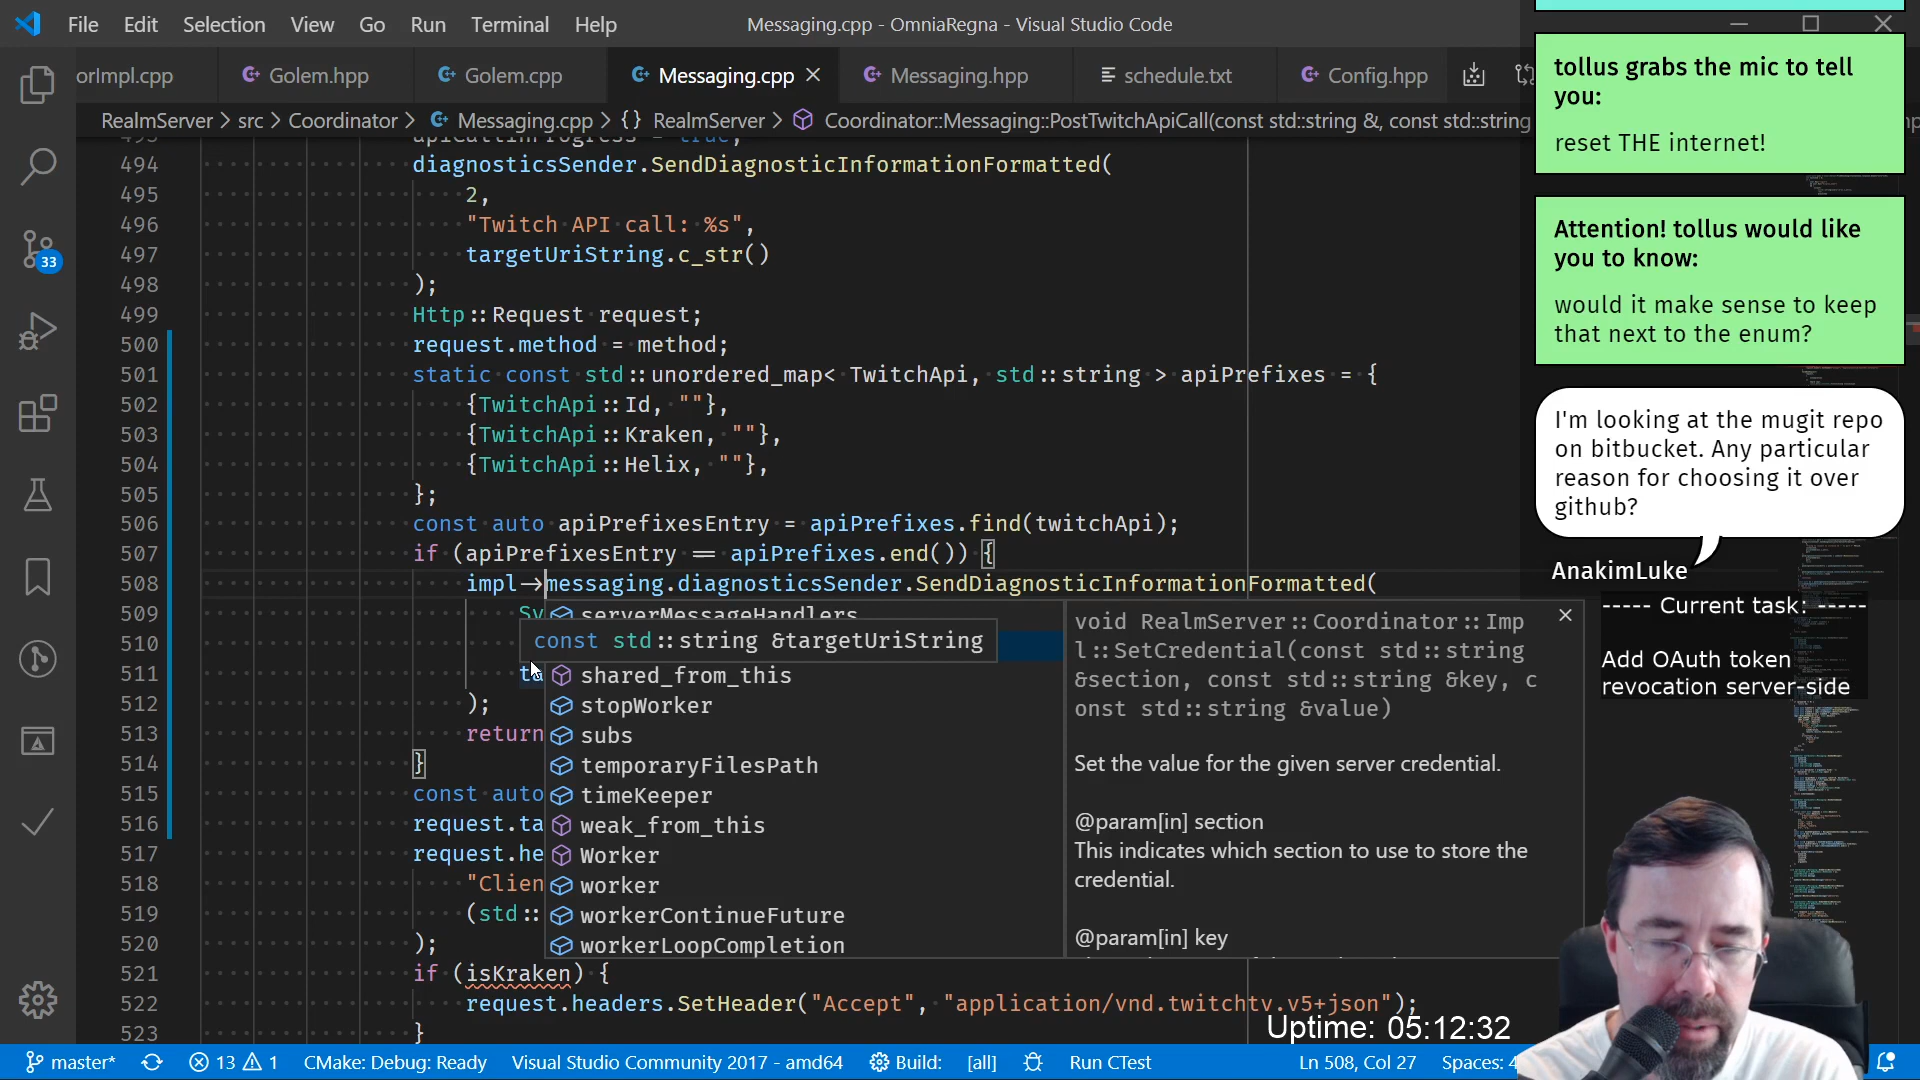 File Edit Selection View Go Run Terminal Help
Messaging.cpp - OmniaRegna - Visual Studio Code
orImpl.cpp Golem.hpp Golem.cpp Messaging.cpp Messaging.hpp schedule.txt Config.hpp
RealmServer > src > Coordinator > Messaging.cpp > {} RealmServer > Coordinator::Messaging::PostTwitchApiCall(const std::string &, const std::string
494 diagnosticsSender.SendDiagnosticInformationFormatted(
495 2,
496 "Twitch API call: %s",
497 targetUriString.c_str()
498 );
499 Http::Request request;
500 request.method = method;
501 static const std::unordered_map< TwitchApi, std::string > apiPrefixes = {
502 {TwitchApi::Id, ""},
503 {TwitchApi::Kraken, ""},
504 {TwitchApi::Helix, ""},
505 };
506 const auto apiPrefixesEntry = apiPrefixes.find(twitchApi);
507 if (apiPrefixesEntry == apiPrefixes.end()) {
508 impl->messaging.diagnosticsSender.SendDiagnosticInformationFormatted(
509 Sy
510
511 ta
512 );
513 return
514 }
515 const auto
516 request.ta
517 request.he
518 "Clien
519 (std::
520 );
521 if (isKraken) {
522 request.headers.SetHeader("Accept", "application/vnd.twitchtv.v5+json");
523 }
serverMessageHandlers
const std::string &targetUriString
shared_from_this
stopWorker
subs
temporaryFilesPath
timeKeeper
weak_from_this
Worker
worker
workerContinueFuture
workerLoopCompletion
void RealmServer::Coordinator::Imp
l::SetCredential(const std::string
&section, const std::string &key, c
onst std::string &value)
Set the value for the given server credential.
@param[in] section
This indicates which section to use to store the
credential.
@param[in] key
tollus grabs the mic to tell
you:
reset THE internet!
Attention! tollus would like
you to know:
would it make sense to keep
that next to the enum?
I'm looking at the mugit repo
on bitbucket. Any particular
reason for choosing it over
github?
AnakimLuke
----- Current task: -----
Add OAuth token
revocation server-side
Uptime: 05:12:32
33
master* 13 1 CMake: Debug: Ready Visual Studio Community 2017 - amd64 Build: [all] Run CTest Ln 508, Col 27 Spaces: 4